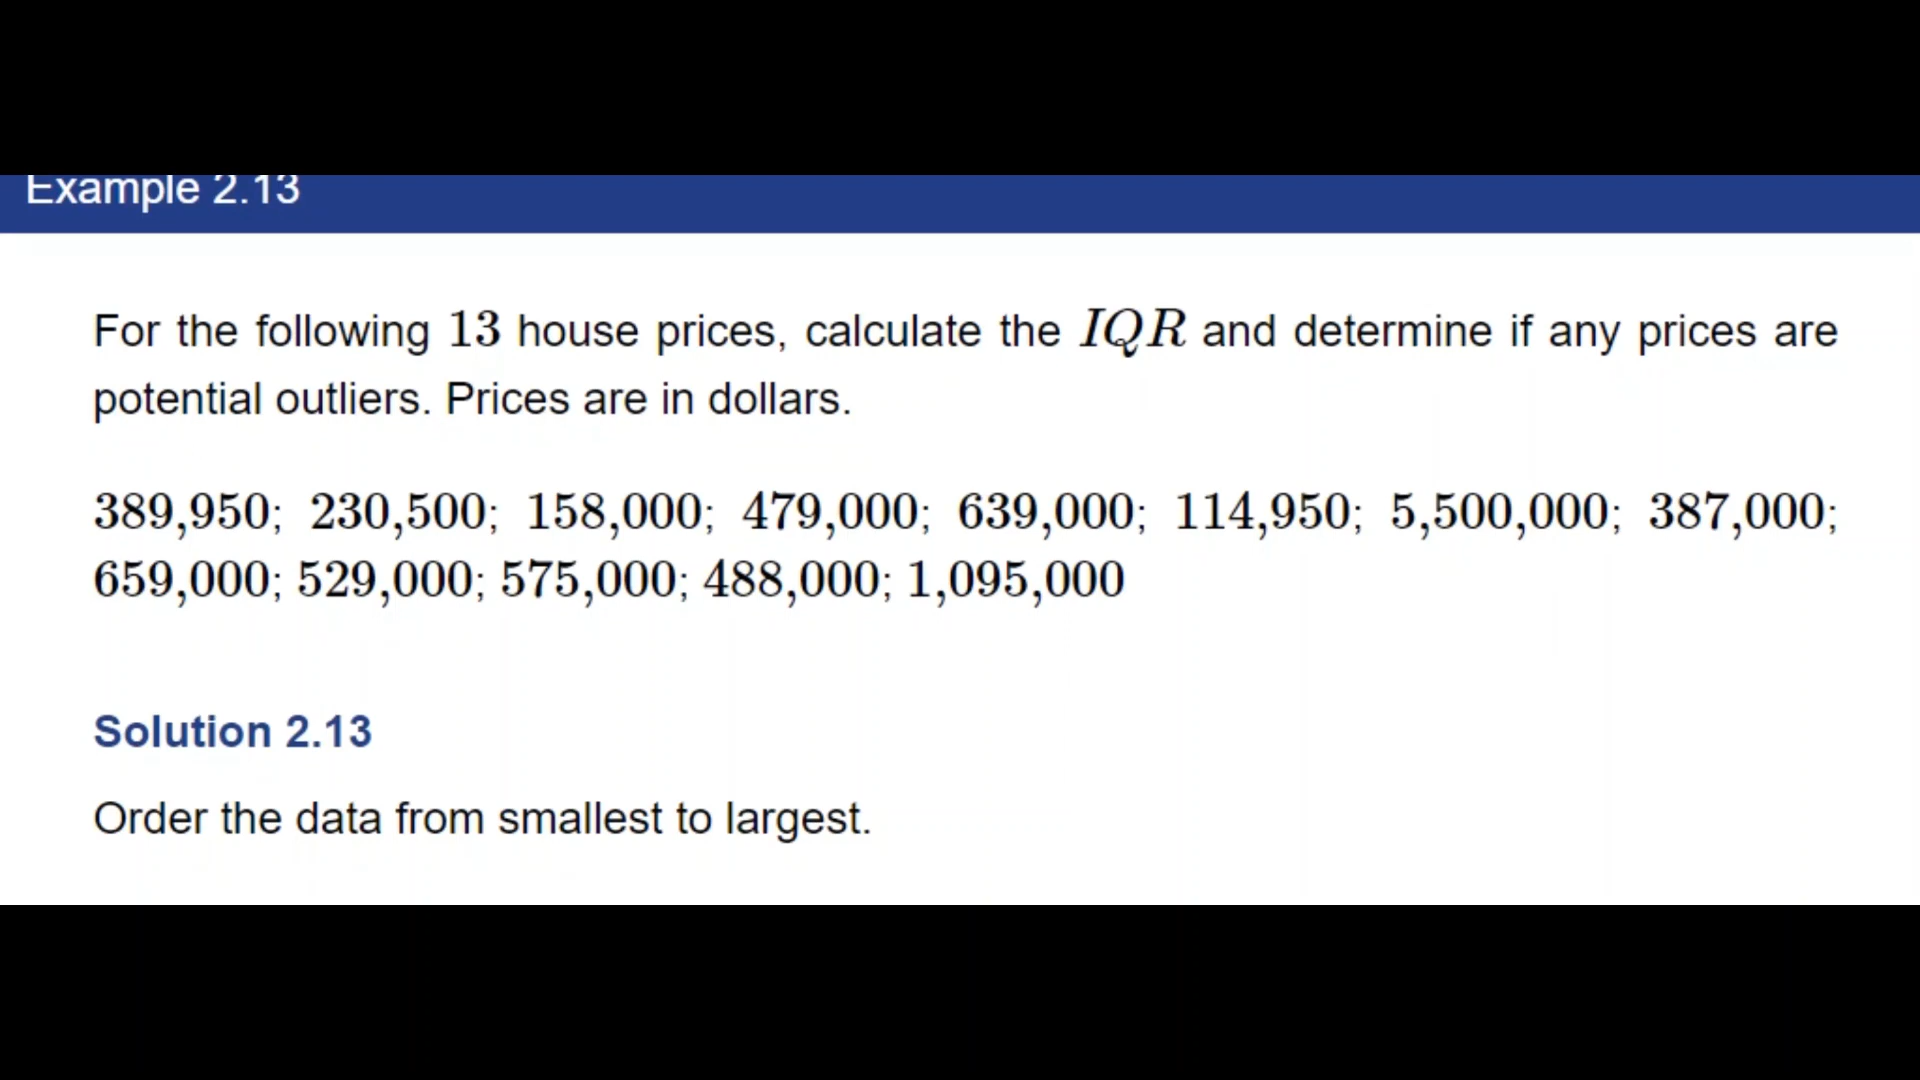 Example 2.13
For the following 13 house prices, calculate the IQR and determine if any prices are
potential outliers. Prices are in dollars.
389,950; 230,500; 158,000; 479,000; 639,000; 114,950; 5,500,000; 387,000;
659,000; 529,000; 575,000; 488,000; 1,095,000
Solution 2.13
Order the data from smallest to largest.